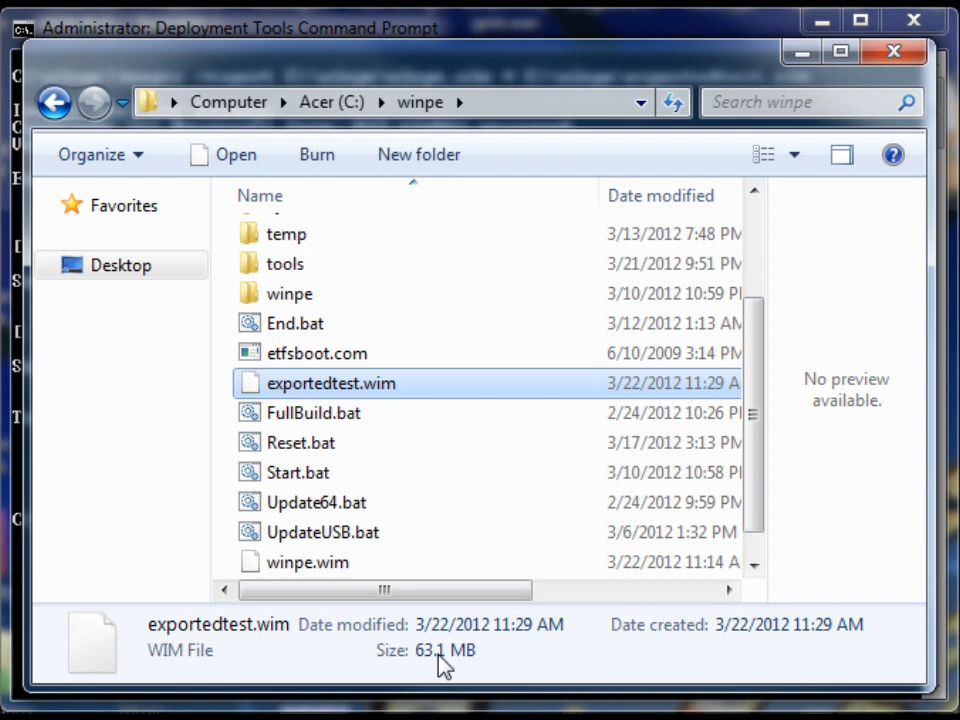 Administrator: Deployment Tools Command Prompt
Computer Acer (C:) winpe
Search winpe
Organize Open Burn New folder
Favorites
Desktop
Name Date modified
temp 3/13/2012 7:48 PM
tools 3/21/2012 9:51 PM
winpe 3/10/2012 10:59 P
End.bat 3/12/2012 1:13 AM
etfsboot.com 6/10/2009 3:14 PM
exportedtest.wim 3/22/2012 11:29 A
FullBuild.bat 2/24/2012 10:26 P
Reset.bat 3/17/2012 3:13 PM
Start.bat 3/10/2012 10:58 P
Update64.bat 2/24/2012 9:59 PM
UpdateUSB.bat 3/6/2012 1:32 PM
winpe.wim 3/22/2012 11:14 A
No preview
available.
exportedtest.wim Date modified: 3/22/2012 11:29 AM Date created: 3/22/2012 11:29 AM
WIM File Size: 63.1 MB